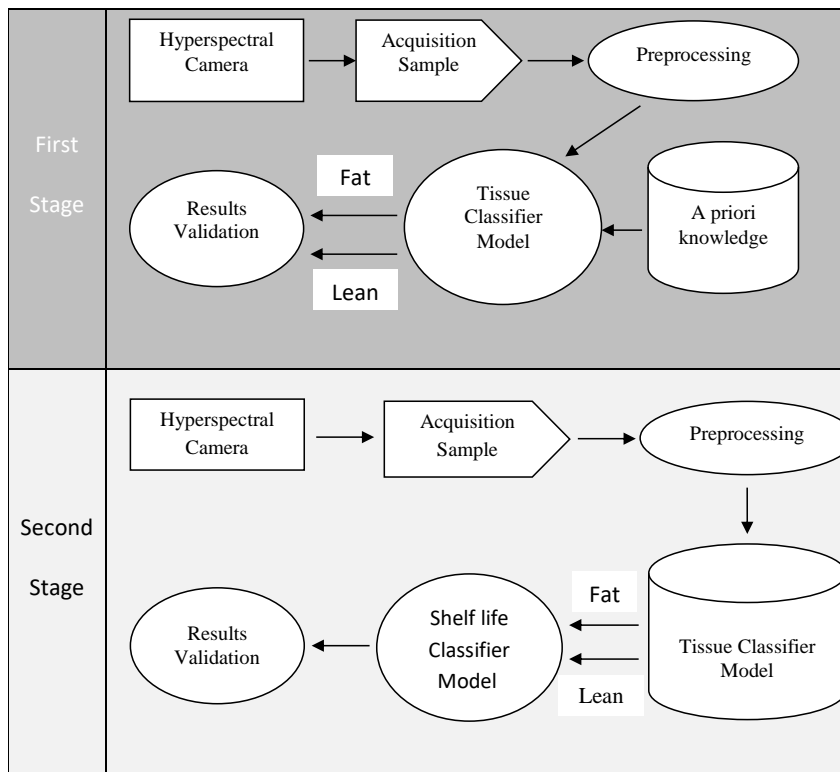 First
Stage
Hyperspectral
Camera
Acquisition
Sample
Preprocessing
Fat
Lean
Results
Validation
Tissue
Classifier
Model
A priori
knowledge
Second
Stage
Hyperspectral
Camera
Acquisition
Sample
Preprocessing
Results
Validation
Shelf life
Classifier
Model
Fat
Lean
Tissue Classifier
Model